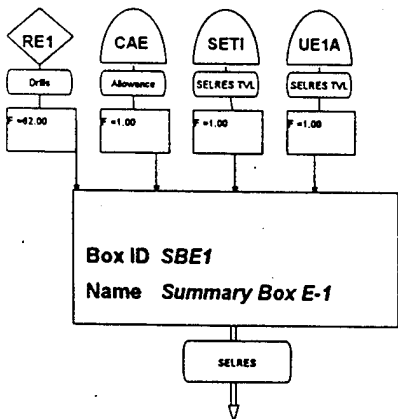 RE1 CAE SETI UE1A
Drills Allowance SELRES TVL SELRES TVL
F =62.00 F =1.00 F =1.00 F =1.00
Box ID SBE1
Name Summary Box E-1
SELRES